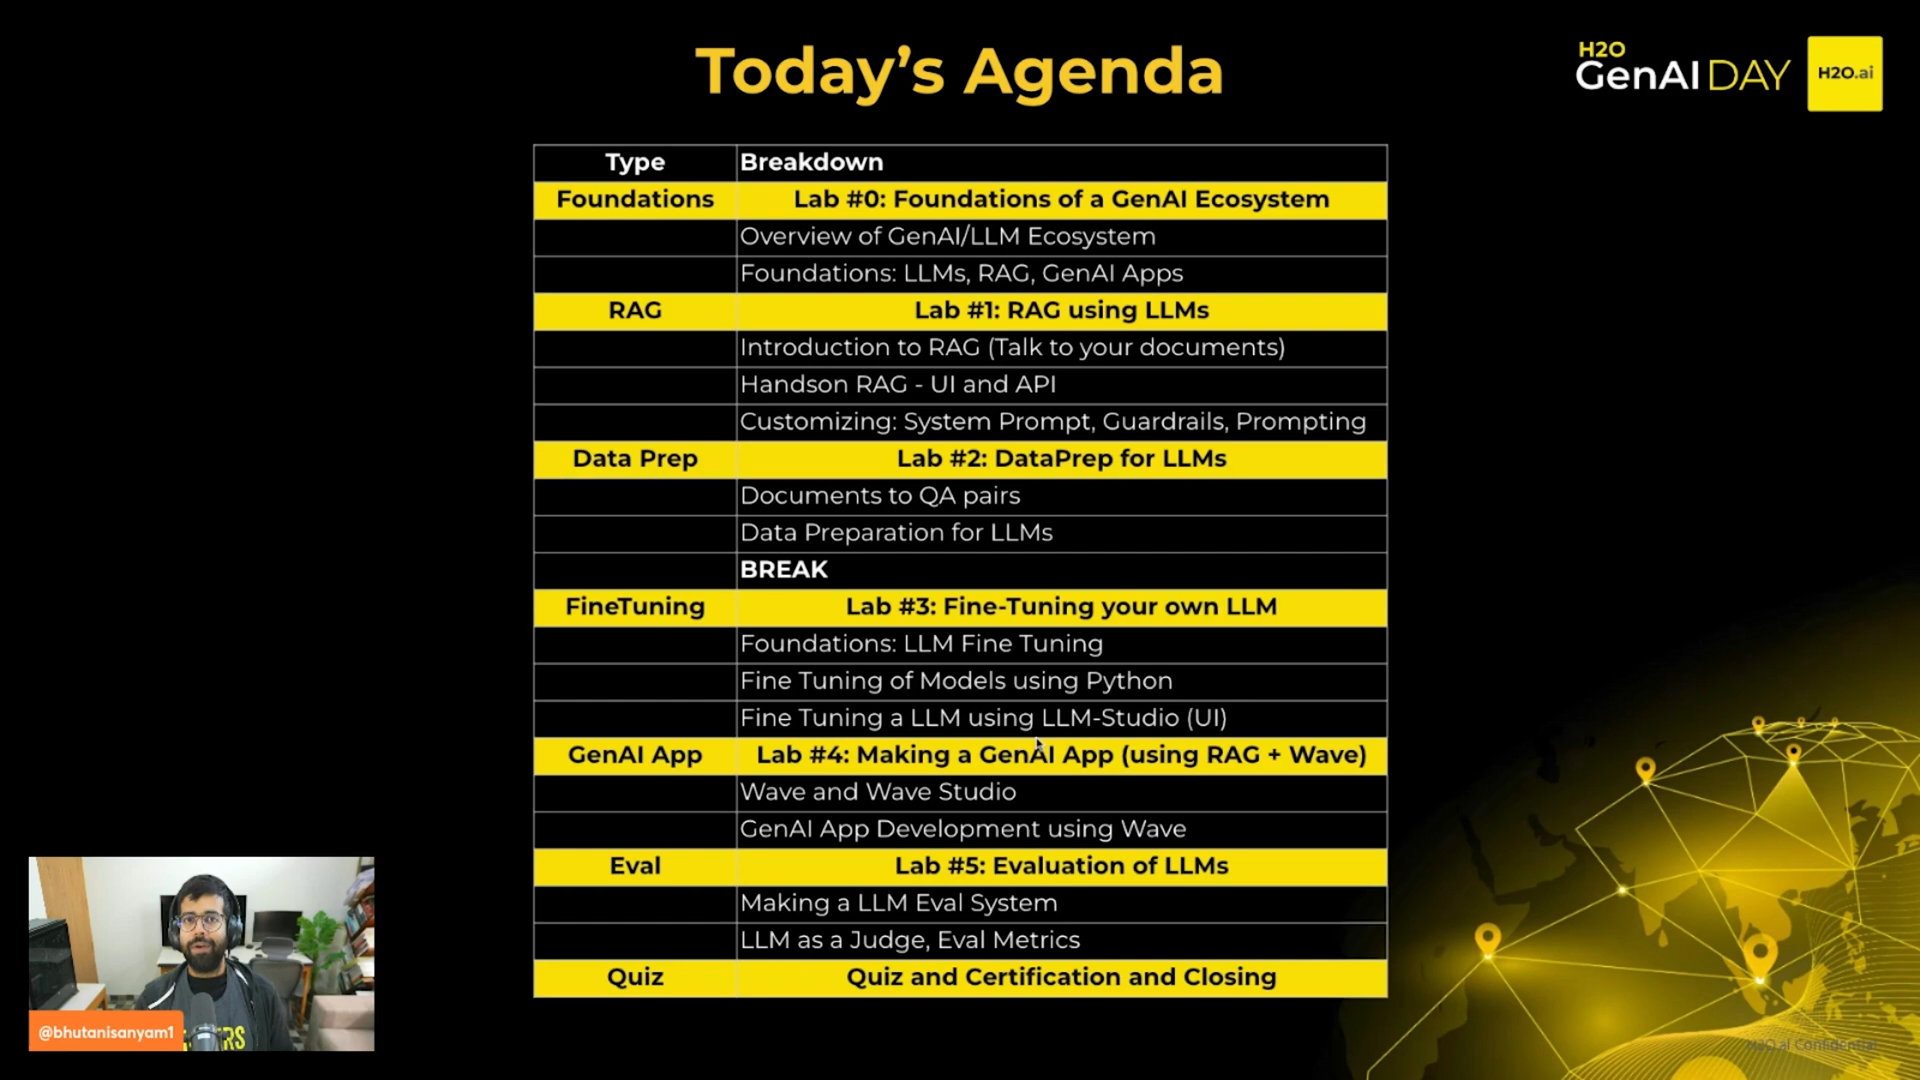 Today’s Agenda
H2O
GenAI DAY
H2O.ai
Type Breakdown
Foundations Lab #0: Foundations of a GenAI Ecosystem
Overview of GenAI/LLM Ecosystem
Foundations: LLMs, RAG, GenAI Apps
RAG Lab #1: RAG using LLMs
Introduction to RAG (Talk to your documents)
Handson RAG - UI and API
Customizing: System Prompt, Guardrails, Prompting
Data Prep Lab #2: DataPrep for LLMs
Documents to QA pairs
Data Preparation for LLMs
BREAK
FineTuning Lab #3: Fine-Tuning your own LLM
Foundations: LLM Fine Tuning
Fine Tuning of Models using Python
Fine Tuning a LLM using LLM-Studio (UI)
GenAI App Lab #4: Making a GenAI App (using RAG + Wave)
Wave and Wave Studio
GenAI App Development using Wave
Eval Lab #5: Evaluation of LLMs
Making a LLM Eval System
LLM as a Judge, Eval Metrics
Quiz Quiz and Certification and Closing
@bhutanisanyam1
H2O.ai Confidential